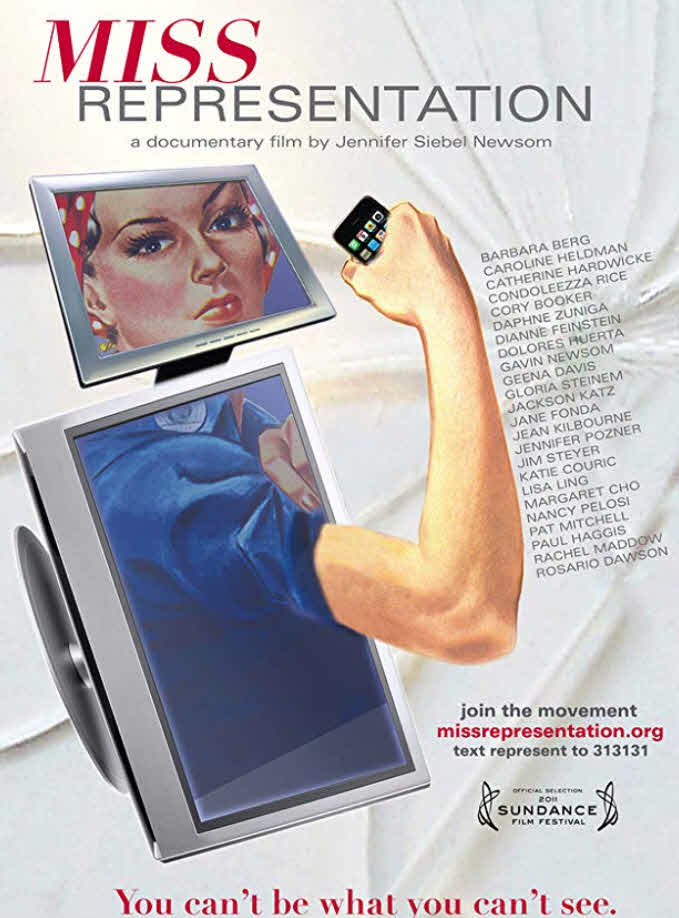 MISS
REPRESENTATION
a documentary film by Jennifer Siebel Newsom
BARBARA BERG
CAROLINE HELDMAN
CATHERINE HARDWICKE
CONDOLEEZZA RICE
CORY BOOKER
DAPHNE ZUNIGA
DIANNE FEINSTEIN
DOLORES HUERTA
GAVIN NEWSOM
GEENA DAVIS
GLORIA STEINEM
JACKSON KATZ
JANE FONDA
JEAN KILBOURNE
JENNIFER POZNER
JIM STEYER
KATIE COURIC
LISA LING
MARGARET CHO
NANCY PELOSI
PAT MITCHELL
PAUL HAGGIS
RACHEL MADDOW
ROSARIO DAWSON
join the movement
missrepresentation.org
text represent to 313131
OFFICIAL SELECTION
2011
SUNDANCE
FILM FESTIVAL
You can't be what you can't see.